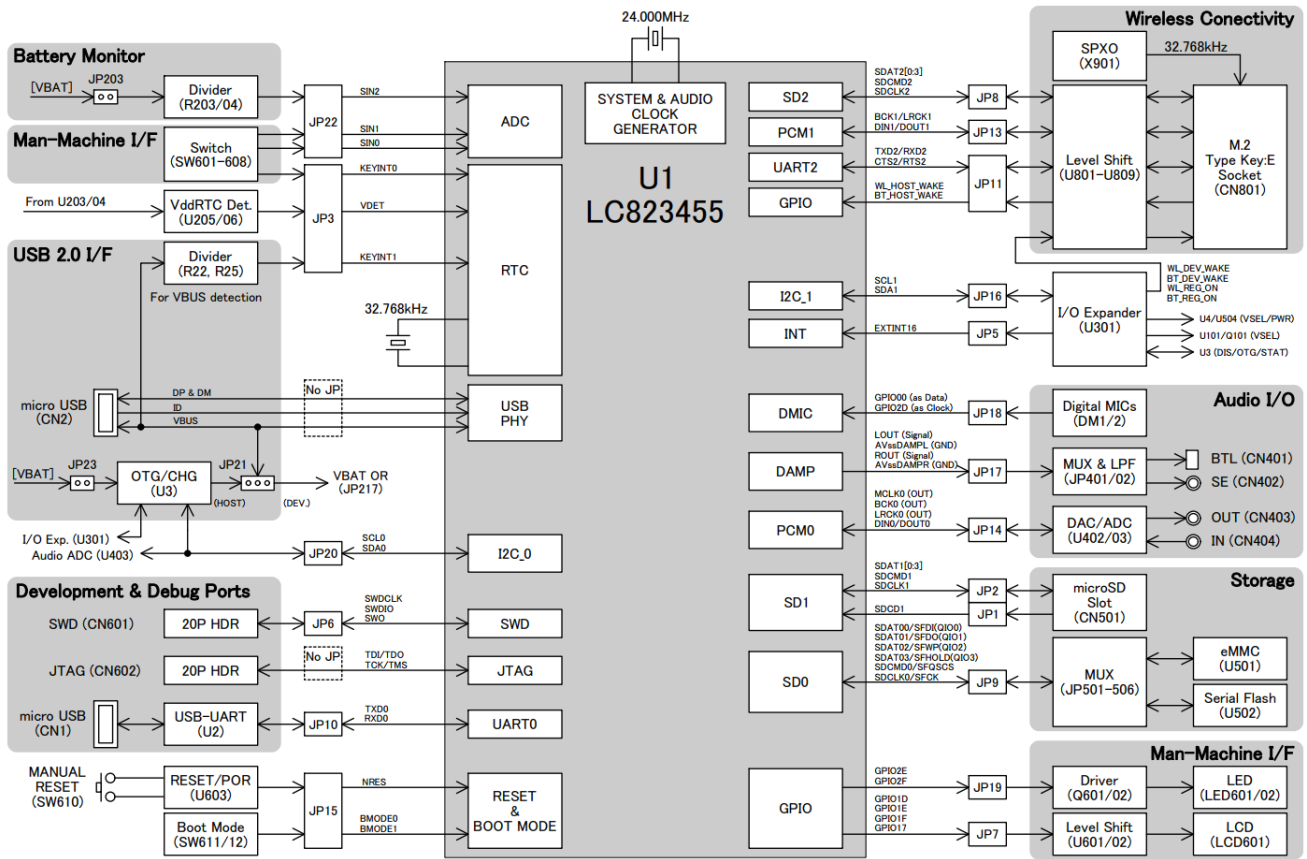 24.000MHz
Battery Monitor
[VBAT]
JP203
Divider
(R203/04)
Man-Machine I/F
Switch
(SW601-608)
JP22
SIN2
SIN1
SIN0
ADC
From U203/04
VddRTC Det.
(U205/06)
USB 2.0 I/F
Divider
(R22, R25)
For VBUS detection
JP3
KEYINT0
VDET
KEYINT1
RTC
32.768kHz
micro USB
(CN2)
DP & DM
ID
VBUS
No JP
USB
PHY
[VBAT]
JP23
OTG/CHG
(U3)
JP21
(HOST)
(DEV.)
VBAT OR
(JP217)
I/O Exp. (U301)
Audio ADC (U403)
JP20
SCL0
SDA0
I2C_0
Development & Debug Ports
SWD (CN601)
20P HDR
JP6
SWDCLK
SWDIO
SWO
SWD
JTAG (CN602)
20P HDR
No JP
TDI/TDO
TCK/TMS
JTAG
micro USB
(CN1)
USB-UART
(U2)
JP10
TXD0
RXD0
UART0
MANUAL
RESET
(SW610)
RESET/POR
(U603)
Boot Mode
(SW611/12)
JP15
NRES
BMODE0
BMODE1
RESET
&
BOOT MODE
SYSTEM & AUDIO
CLOCK
GENERATOR
U1
LC823455
Wireless Conectivity
SPXO
(X901)
32.768kHz
SD2
SDAT2[0:3]
SDCMD2
SDCLK2
JP8
PCM1
BCK1/LRCK1
DIN1/DOUT1
JP13
UART2
TXD2/RXD2
CTS2/RTS2
JP11
GPIO
WL_HOST_WAKE
BT_HOST_WAKE
Level Shift
(U801-U809)
M.2
Type Key:E
Socket
(CN801)
WL_DEV_WAKE
BT_DEV_WAKE
WL_REG_ON
BT_REG_ON
I2C_1
SCL1
SDA1
JP16
INT
EXTINT16
JP5
I/O Expander
(U301)
U4/U504 (VSEL/PWR)
U101/Q101 (VSEL)
U3 (DIS/OTG/STAT)
Audio I/O
DMIC
GPIO00 (as Data)
GPIO2D (as Clock)
JP18
Digital MICs
(DM1/2)
DAMP
LOUT (Signal)
AVssDAMPL (GND)
ROUT (Signal)
AVssDAMPR (GND)
JP17
MUX & LPF
(JP401/02)
BTL (CN401)
SE (CN402)
PCM0
MCLK0 (OUT)
BCK0 (OUT)
LRCK0 (OUT)
DIN0/DOUT0
JP14
DAC/ADC
(U402/03)
OUT (CN403)
IN (CN404)
Storage
SD1
SDAT1[0:3]
SDCMD1
SDCLK1
SDCD1
JP2
JP1
microSD
Slot
(CN501)
SD0
SDAT00/SFDI(QIO0)
SDAT01/SFDO(QIO1)
SDAT02/SFWP(QIO2)
SDAT03/SFHOLD(QIO3)
SDCMD0/SFQSCS
SDCLK0/SFCK
JP9
MUX
(JP501-506)
eMMC
(U501)
Serial Flash
(U502)
Man-Machine I/F
GPIO
GPIO2E
GPIO2F
GPIO1D
GPIO1E
GPIO1F
GPIO17
JP19
JP7
Driver
(Q601/02)
LED
(LED601/02)
Level Shift
(U601/02)
LCD
(LCD601)